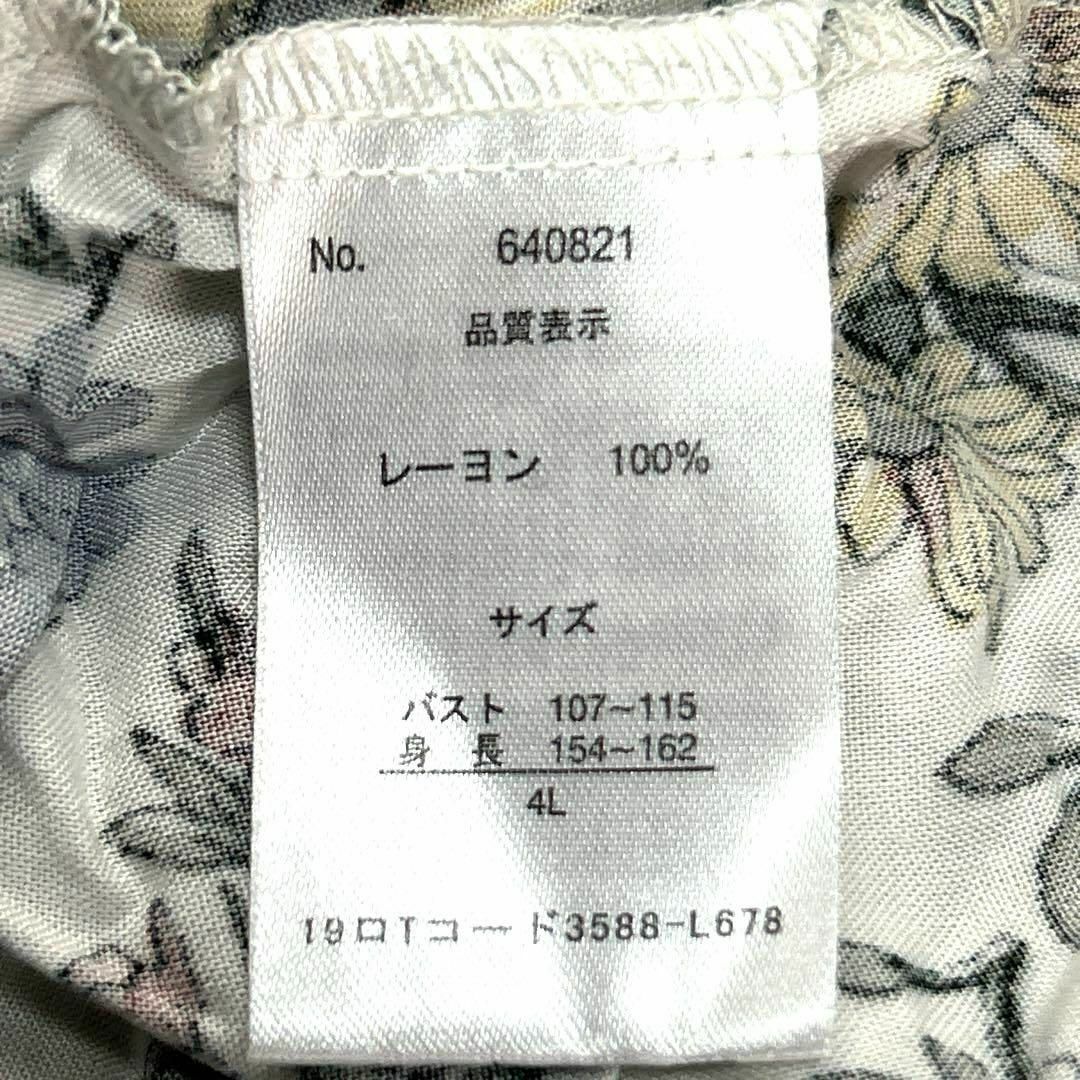 No. 640821
品質表示
レーヨン 100%
サイズ
バスト 107~115
身長 154~162
4L
19ロTコード3588-L678